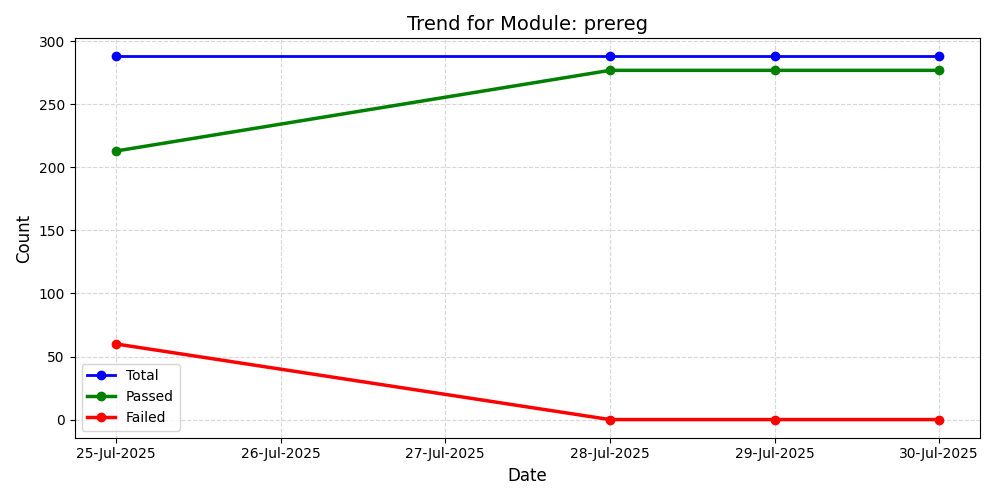 Trend for Module: prereg
300
250
200
150
100
50
0
Count
Total
Passed
Failed
25-Jul-2025 26-Jul-2025 27-Jul-2025 28-Jul-2025 29-Jul-2025 30-Jul-2025
Date